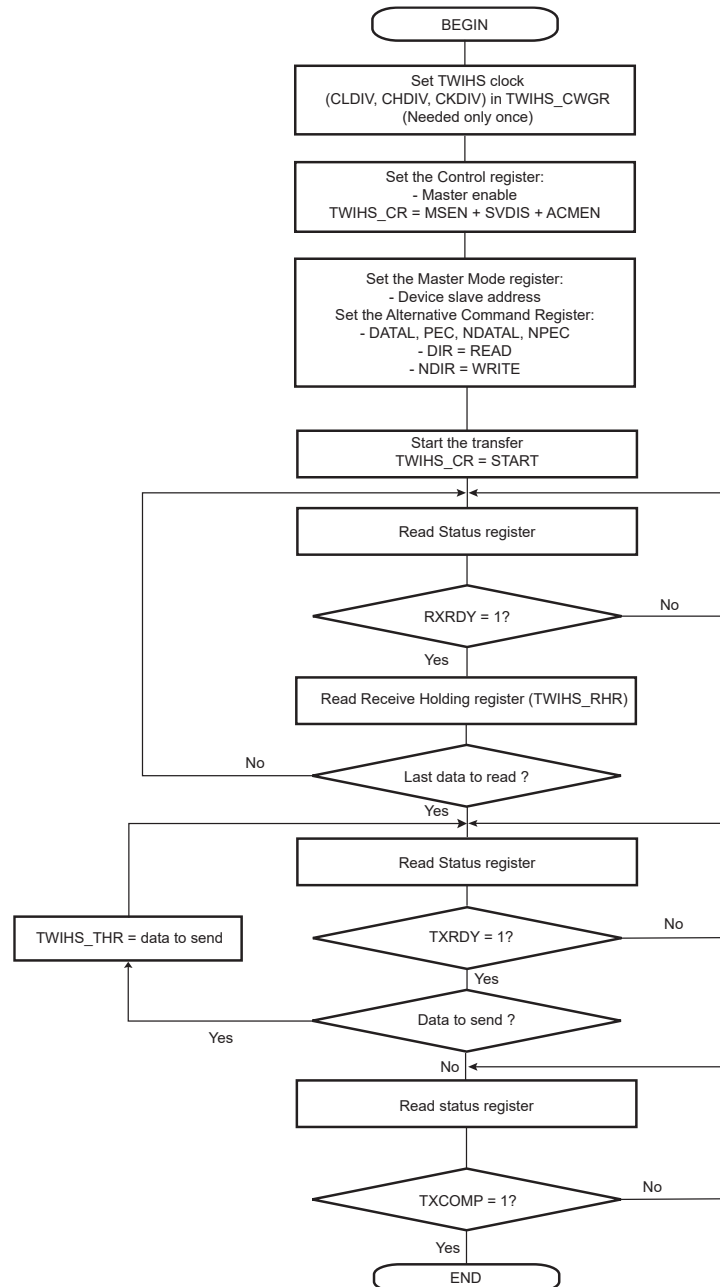 BEGIN
Set TWIHS clock
(CLDIV, CHDIV, CKDIV) in TWIHS_CWGR
(Needed only once)
Set the Control register:
- Master enable
TWIHS_CR = MSEN + SVDIS + ACMEN
Set the Master Mode register:
- Device slave address
Set the Alternative Command Register:
- DATAL, PEC, NDATAL, NPEC
- DIR = READ
- NDIR = WRITE
Start the transfer
TWIHS_CR = START
Read Status register
RXRDY = 1?
No
Yes
Read Receive Holding register (TWIHS_RHR)
No
Last data to read ?
Yes
Read Status register
TWIHS_THR = data to send
TXRDY = 1?
No
Yes
Data to send ?
Yes
No
Read status register
TXCOMP = 1?
No
Yes
END